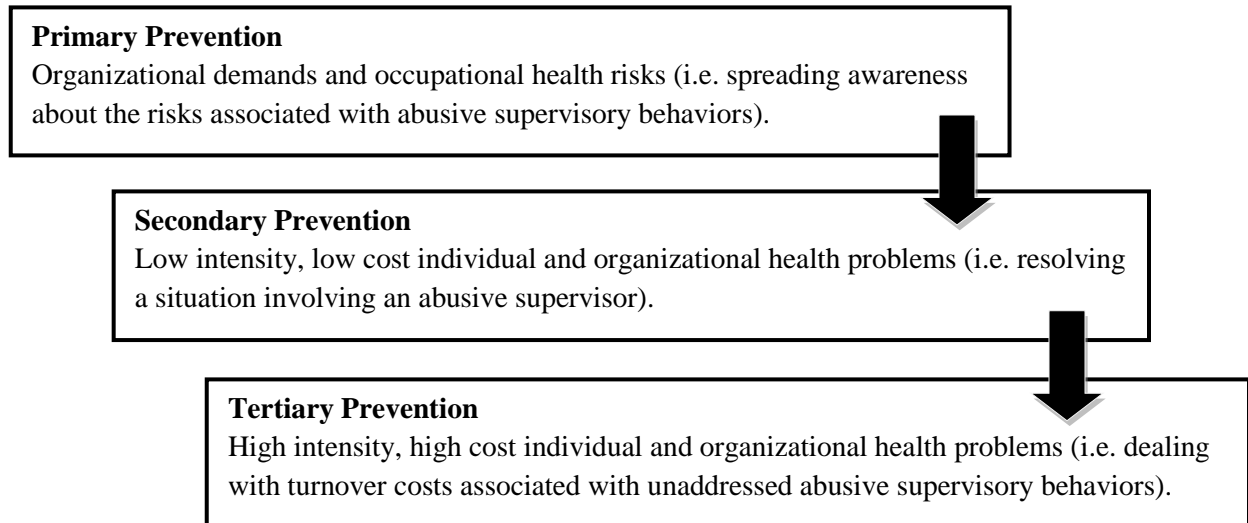 Primary Prevention
Organizational demands and occupational health risks (i.e. spreading awareness
about the risks associated with abusive supervisory behaviors).
Secondary Prevention
Low intensity, low cost individual and organizational health problems (i.e. resolving
a situation involving an abusive supervisor).
Tertiary Prevention
High intensity, high cost individual and organizational health problems (i.e. dealing
with turnover costs associated with unaddressed abusive supervisory behaviors).